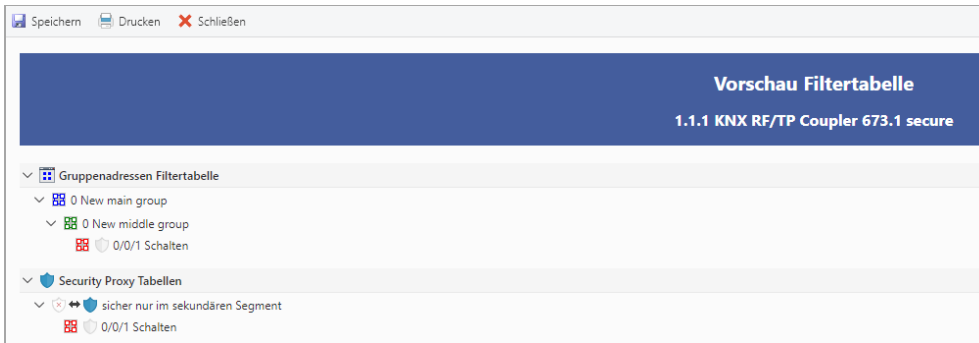 Speichern Drucken Schließen
Vorschau Filtertabelle
1.1.1 KNX RF/TP Coupler 673.1 secure
Gruppenadressen Filtertabelle
0 New main group
0 New middle group
0/0/1 Schalten
Security Proxy Tabellen
sicher nur im sekundären Segment
0/0/1 Schalten